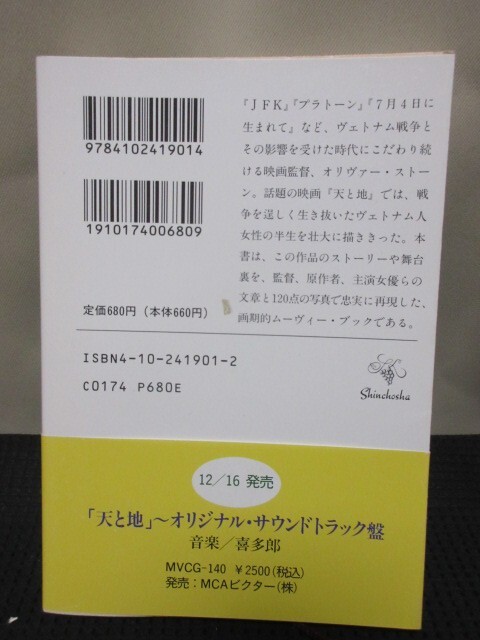 9784102419014
1910174006809
定価680円(本体660円)
ISBN4-10-241901-2
C0174 P680E
『JFK』『プラトーン』『7月4日に
生まれて』など、ヴェトナム戦争と
その影響を受けた時代にこだわり続
ける映画監督、オリヴァー・ストー
ン。話題の映画『天と地』では、戦
争を逞しく生き抜いたヴェトナム人
女性の半生を壮大に描ききった。本
書は、この作品のストーリーや舞台
裏を、監督、原作者、主演女優らの
文章と120点の写真で忠実に再現した、
画期的ムーヴィー・ブックである。
Shinchosha
12/16 発売
「天と地」〜オリジナル・サウンドトラック盤
音楽/喜多郎
MVCG-140 ¥2500(税込)
発売:MCAビクター(株)